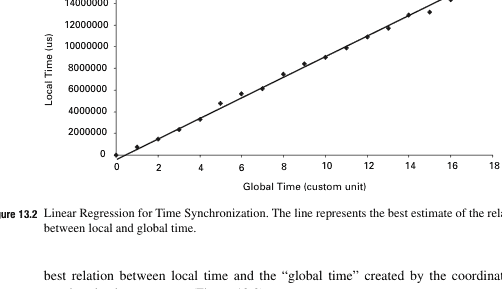 14000000
12000000
10000000
8000000
6000000
4000000
2000000
0
Local Time (us)
0 2 4 6 8 10 12 14 16 18
Global Time (custom unit)
13.2 Linear Regression for Time Synchronization. The line represents the best estimate of the
between local and global time.
best relation between local time and the “global time” created by the